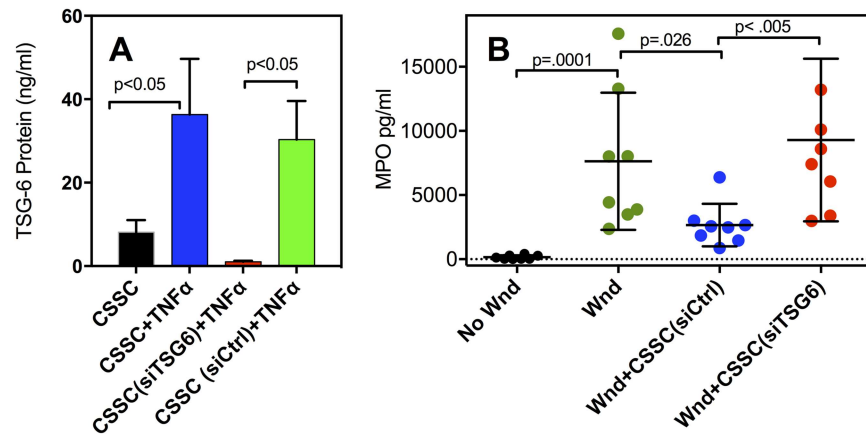 A
TSG-6 Protein (ng/ml)
60
40
20
0
p<0.05
p<0.05
CSSC
CSSC+TNFα
CSSC(siTSG6)+TNFα
CSSC (siCtrl)+TNFα
B
MPO pg/ml
15000
10000
5000
0
p=.0001
p=.026
p< .005
No Wnd
Wnd
Wnd+CSSC(siCtrl)
Wnd+CSSC(siTSG6)